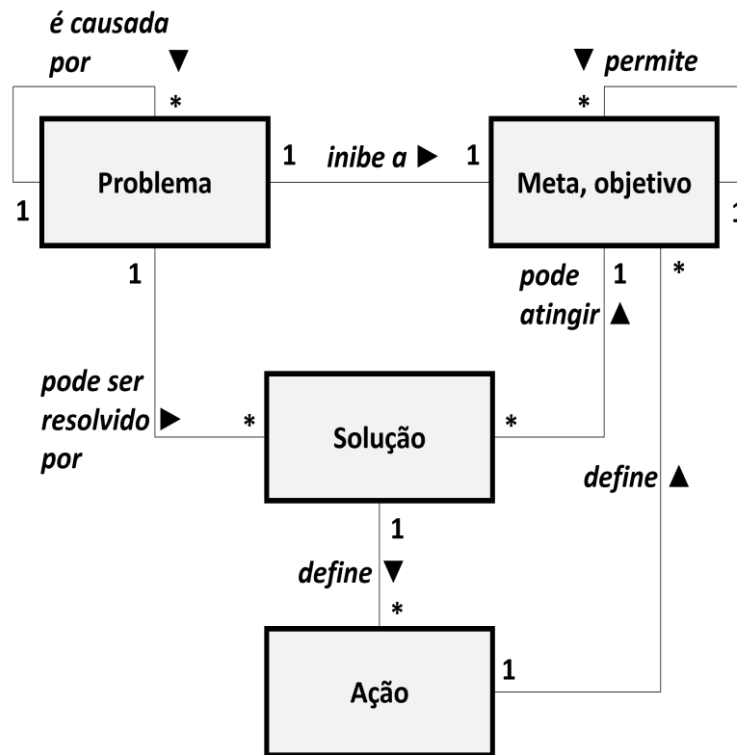 é causada
por ▼
▼ permite
*
*
Problema
1
inibe a ►
1
Meta, objetivo
1
1
1
pode
atingir ▲
1
*
pode ser
resolvido ►
por
*
Solução
*
define ▲
1
define ▼
*
Ação
1